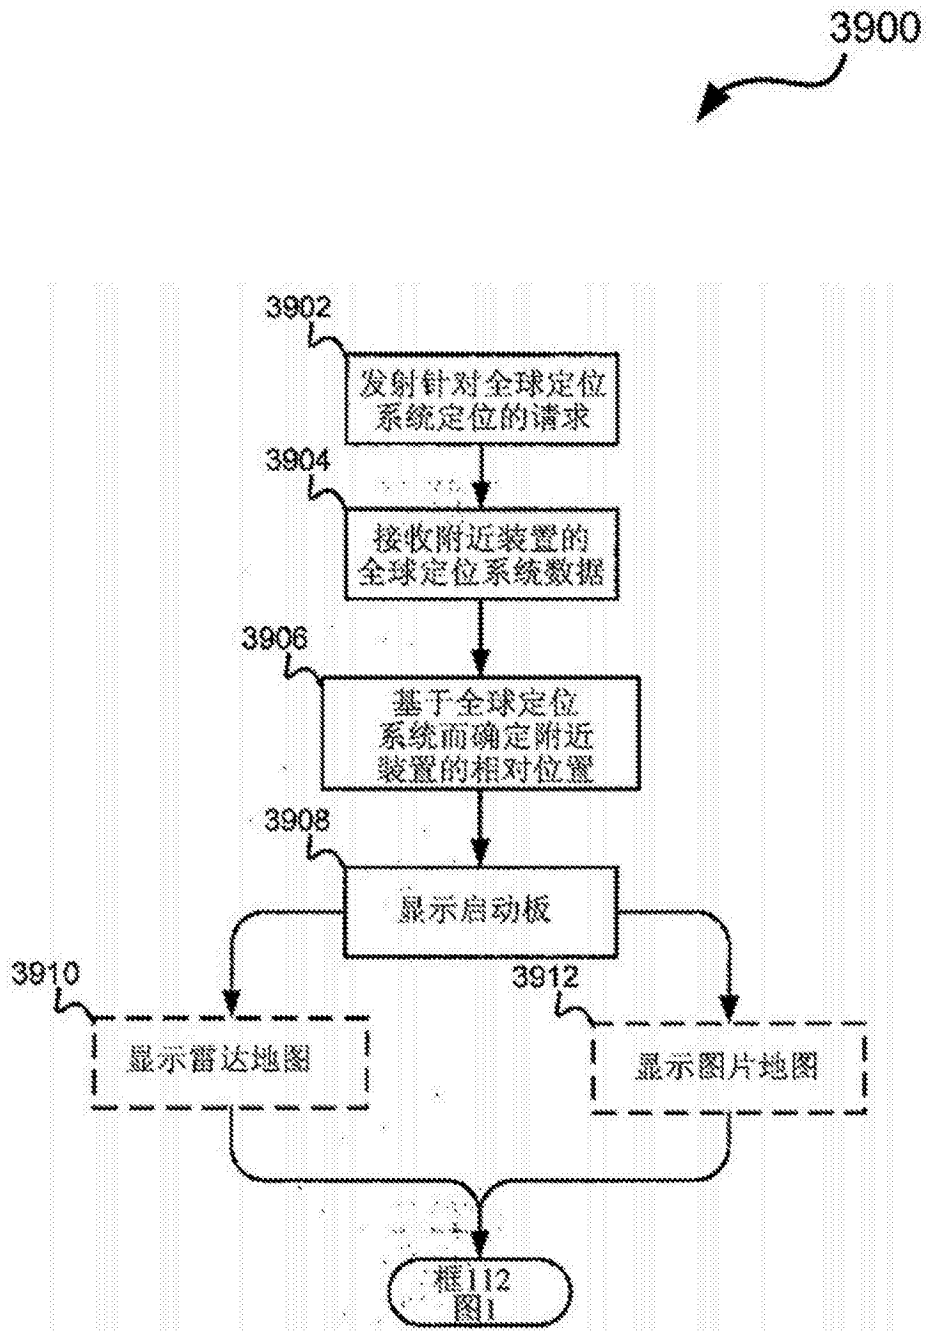 3900
3902
发射针对全球定位
系统定位的请求
3904
接收附近装置的
全球定位系统数据
3906
基于全球定位
系统而确定附近
装置的相对位置
3908
显示启动板
3910
显示雷达地图
3912
显示图片地图
框112
图1